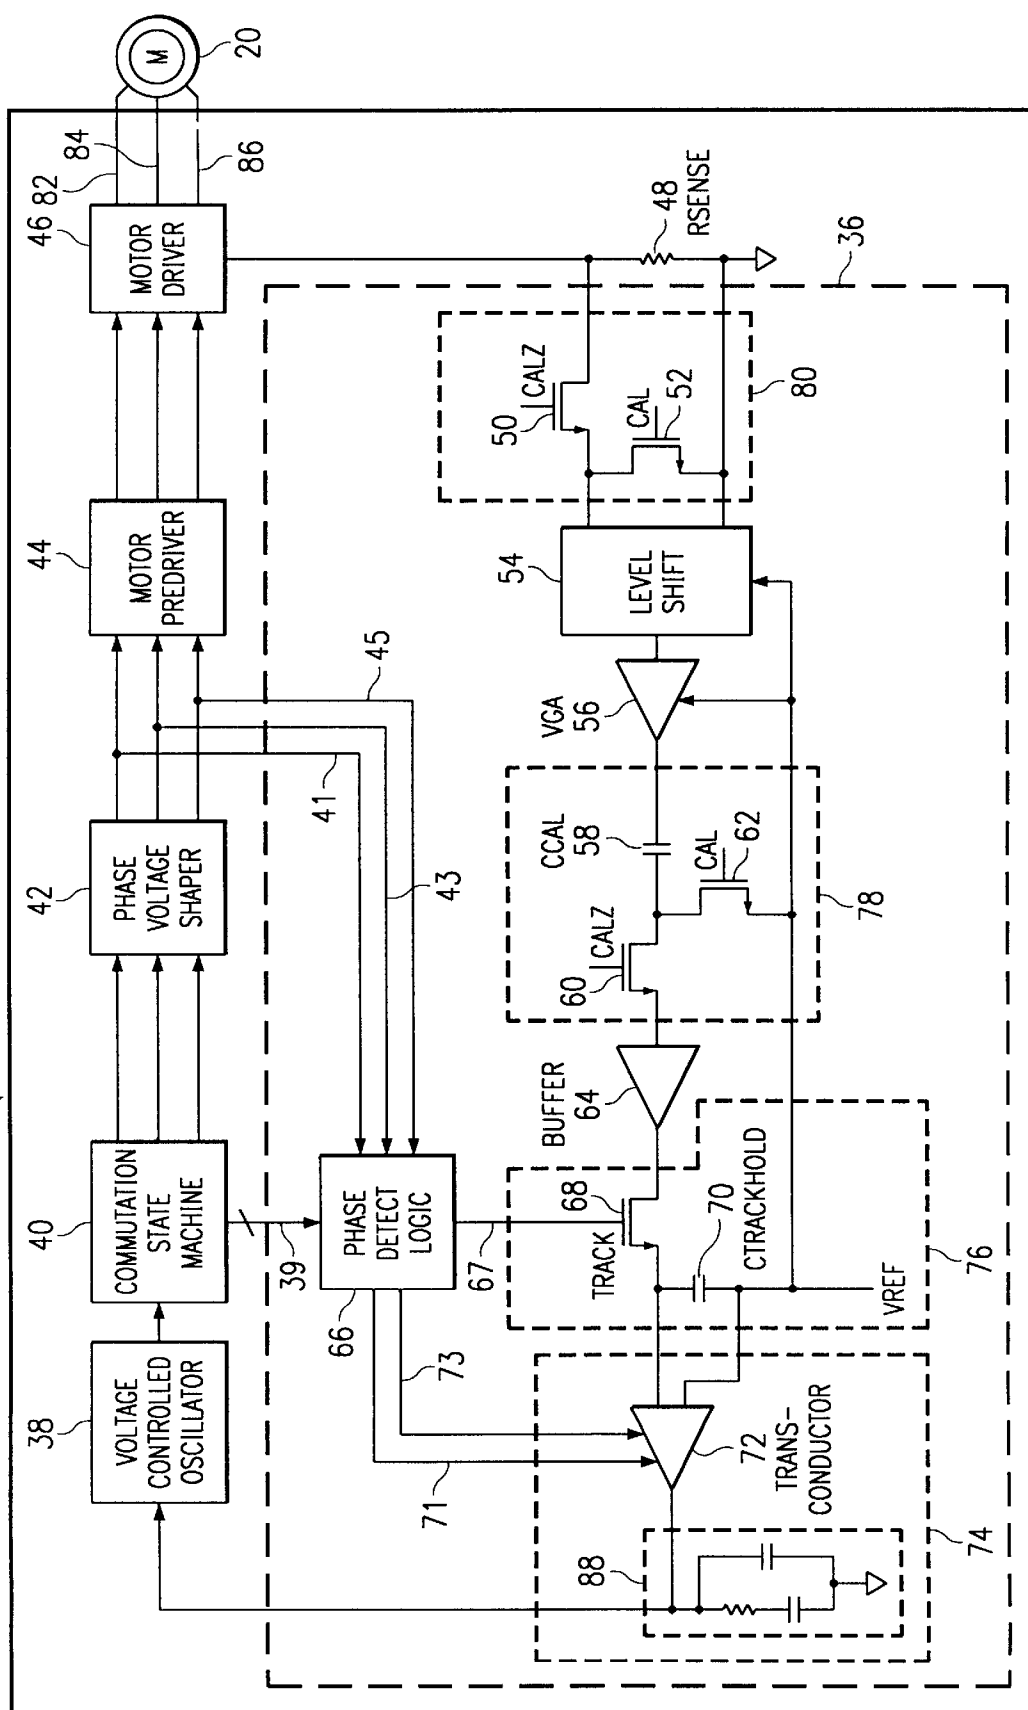 38
VOLTAGE
CONTROLLED
OSCILLATOR
40
COMMUTATION
STATE
MACHINE
42
PHASE
VOLTAGE
SHAPER
44
MOTOR
PREDRIVER
46
MOTOR
DRIVER
82
84
86
M
20
39
41
43
45
66
PHASE
DETECT
LOGIC
67
71
73
48
RSENSE
36
50
CALZ
CAL
52
80
54
LEVEL
SHIFT
VGA
56
CCAL
58
60
CALZ
CAL
62
78
BUFFER
64
TRACK
68
70
CTRACKHOLD
VREF
76
72
TRANS-
CONDUCTOR
74
88